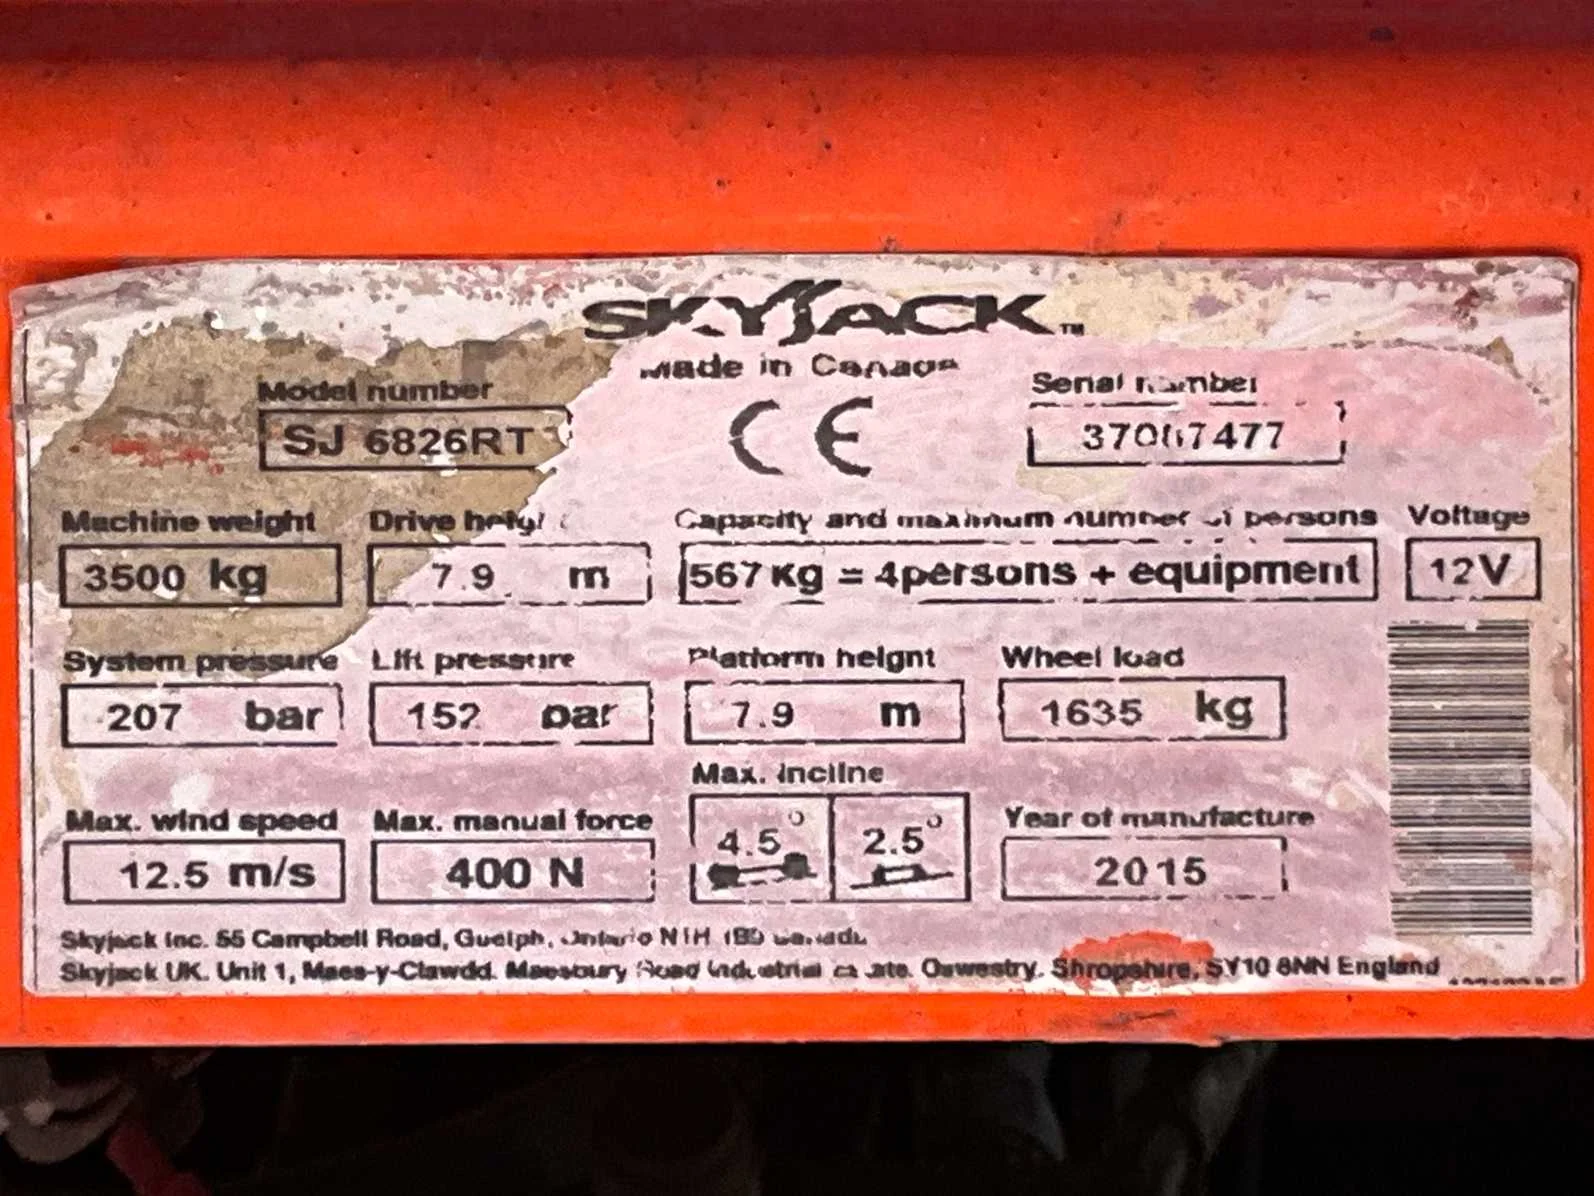 SKYJACK™
Made in Canada
Model number
SJ 6826RT
CE
Serial number
Machine weight
3500 kg
Drive height
7.9 m
Capacity and maximum number of persons
567 kg = 4persons + equipment
Voltage
12V
System pressure
207 bar
Lift pressure
152 bar
Platform height
7.9 m
Wheel load
1635 kg
Max. wind speed
12.5 m/s
Max. manual force
400 N
Max. incline
4.5° 2.5°
Year of manufacture
2015
Skyjack Inc. 55 Campbell Road, Guelph, Ontario N1H 1B9 Canada
Skyjack UK. Unit 1, Maes-y-Clawdd. Maesbury Road Industrial Estate. Oswestry. Shropshire, SY10 8NN England